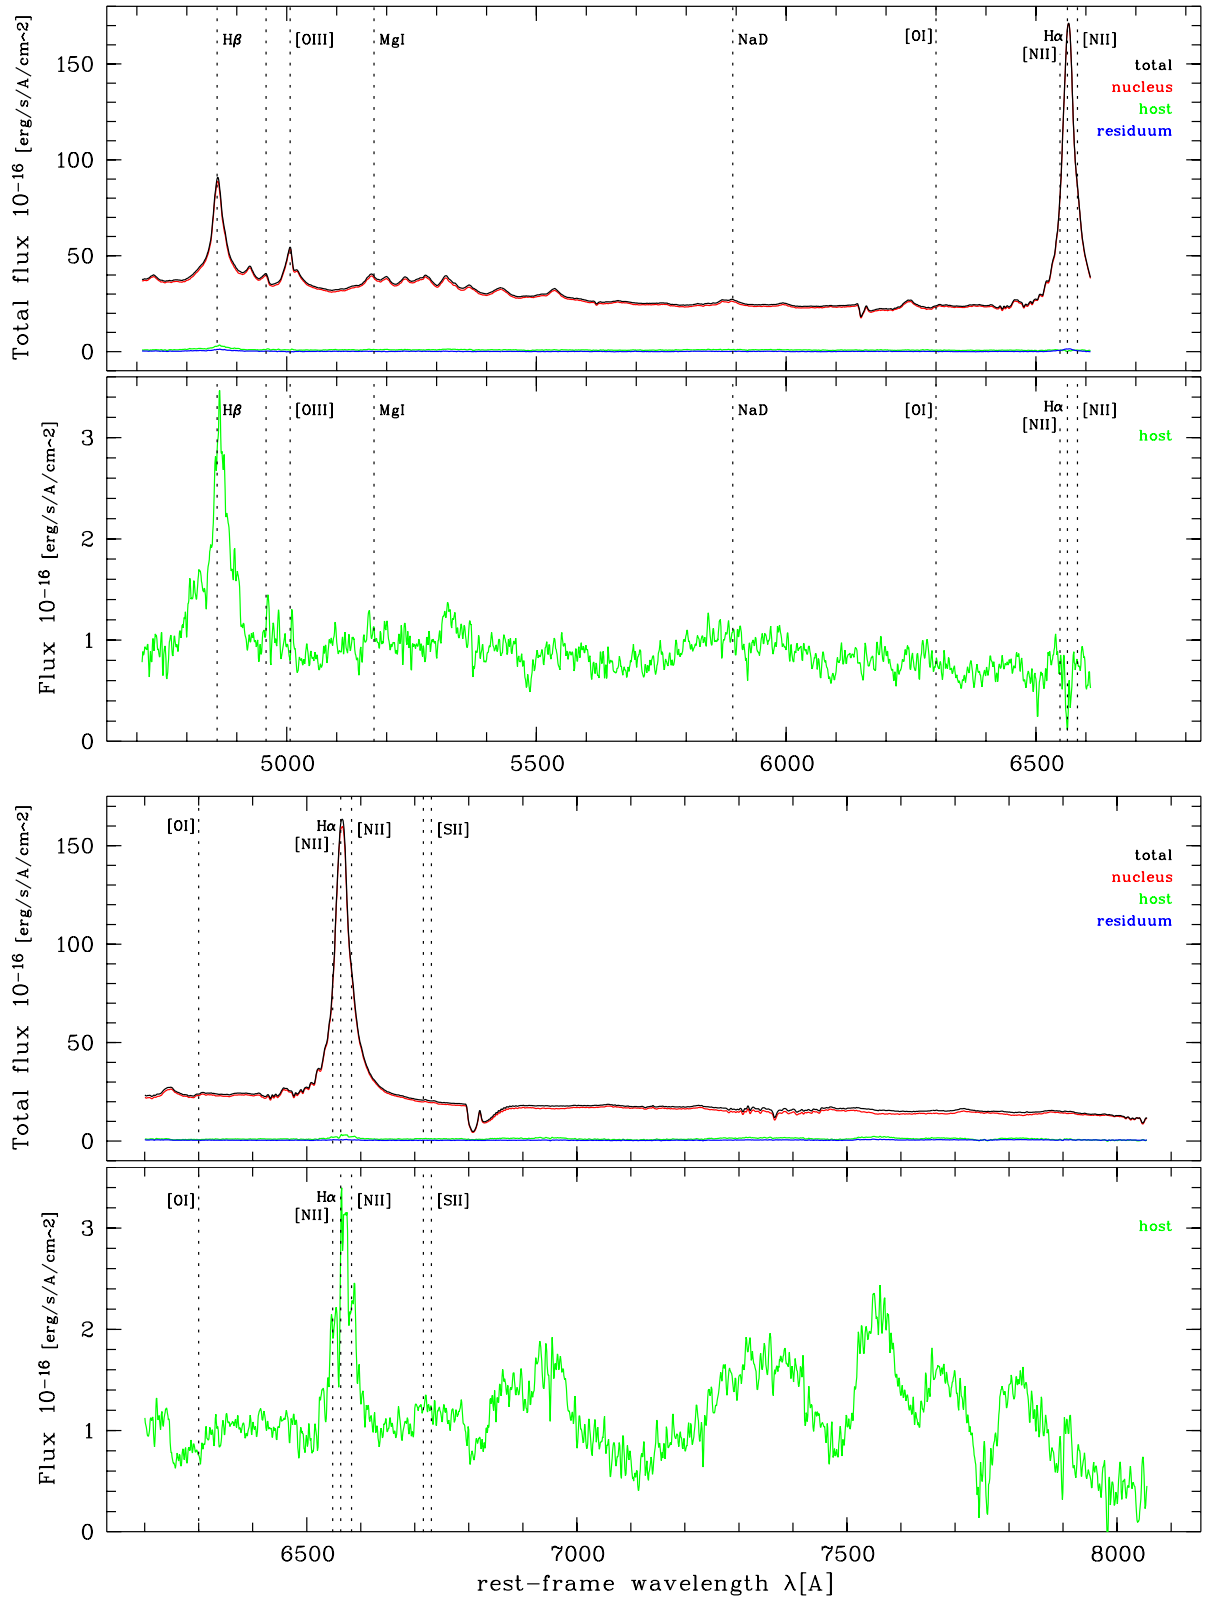 Total flux 10-16 [erg/s/A/cm^2]
150
100
50
0
Hβ
[OIII]
MgI
NaD
[OI]
Hα
[NII]
[NII]
total
nucleus
host
residuum
Flux 10-16 [erg/s/A/cm^2]
3
2
1
0
Hβ
[OIII]
MgI
NaD
[OI]
Hα
[NII]
[NII]
host
5000 5500 6000 6500
Total flux 10-16 [erg/s/A/cm^2]
150
100
50
0
[OI]
Hα
[NII]
[NII]
[SII]
total
nucleus
host
residuum
Flux 10-16 [erg/s/A/cm^2]
3
2
1
0
[OI]
Hα
[NII]
[NII]
[SII]
host
6500 7000 7500 8000
rest-frame wavelength λ[A]